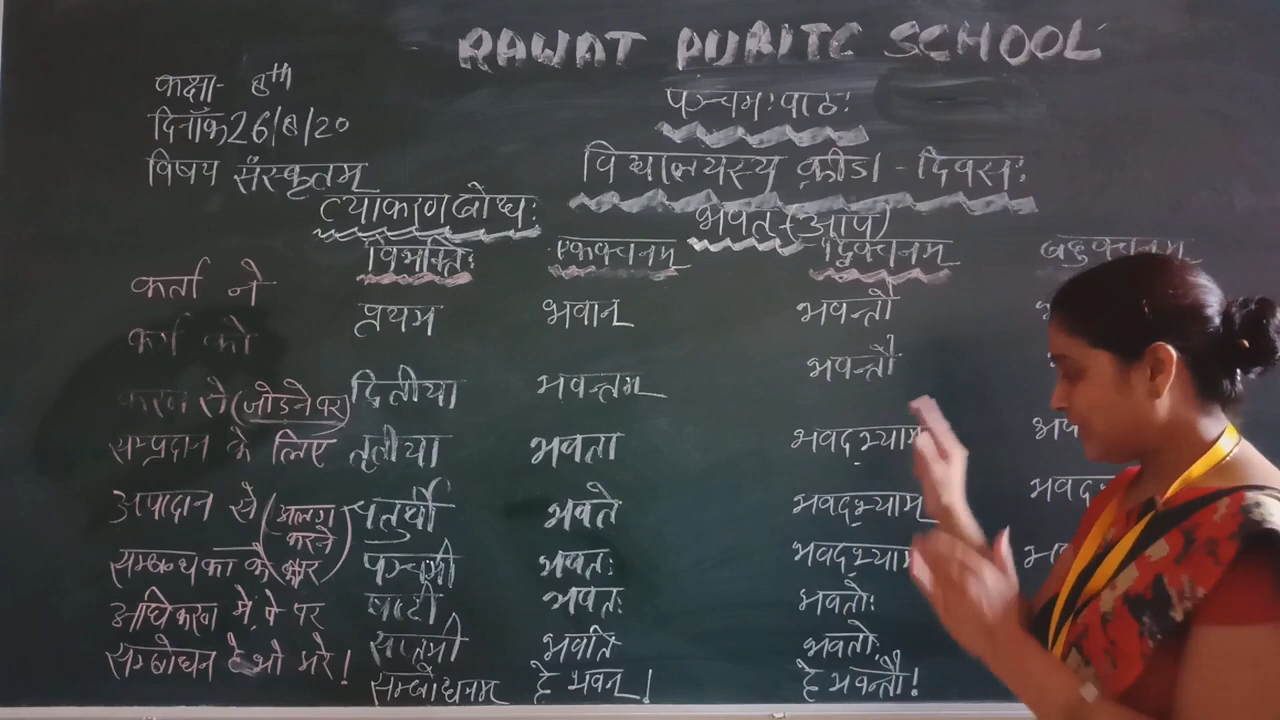 RAWAT PUBLIC SCHOOL
कक्षा- 8th
दिनाँक 26/8/20
विषय संस्कृतम्
पञ्चमः पाठः
विद्यालयस्य क्रीडा - दिवसः
व्याकरणबोधः
भवत् (आप)
विभक्तिः एकवचनम् द्विवचनम् बहुवचनम्
कर्ता ने प्रथम भवान् भवन्तौ
कर्म को द्वितीया भवन्तम् भवन्तौ
करण से (जोडने पर) तृतीया भवता भवद्भ्याम्
सम्प्रदान के लिए चतुर्थी भवते भवद्भ्याम्
अपादान से (अलग करने पर) पञ्चमी भवतः भवद्भ्याम्
सम्बन्ध का के षष्टी भवतः भवतोः
अधिकरण में, पे पर सप्तमी भवति भवतोः
सम्बोधन हे भो अरे! सम्बोधनम् हे भवन्! हे भवन्तौ!